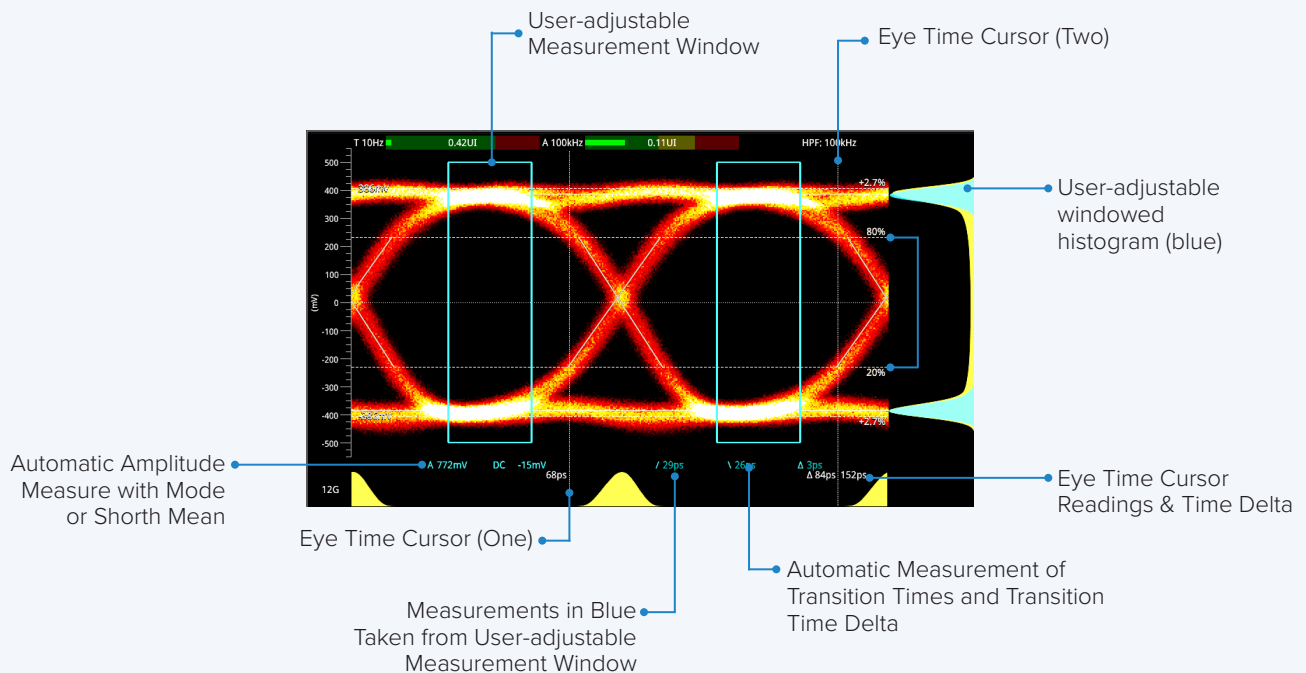 User-adjustable
Measurement Window
Eye Time Cursor (Two)
T 10Hz 0.42UI A 100kHz 0.11UI HPF: 100kHz
500
400
300
200
100
0
-100
-200
-300
-400
-500
(mV)
+2.7%
80%
20%
+2.7%
User-adjustable
windowed
histogram (blue)
A 772mV DC -15mV / 29ps \ 26ps Δ 3ps
68ps Δ 84ps 152ps
12G
Automatic Amplitude
Measure with Mode
or Shorth Mean
Eye Time Cursor
Readings & Time Delta
Eye Time Cursor (One)
Automatic Measurement of
Transition Times and Transition
Time Delta
Measurements in Blue
Taken from User-adjustable
Measurement Window